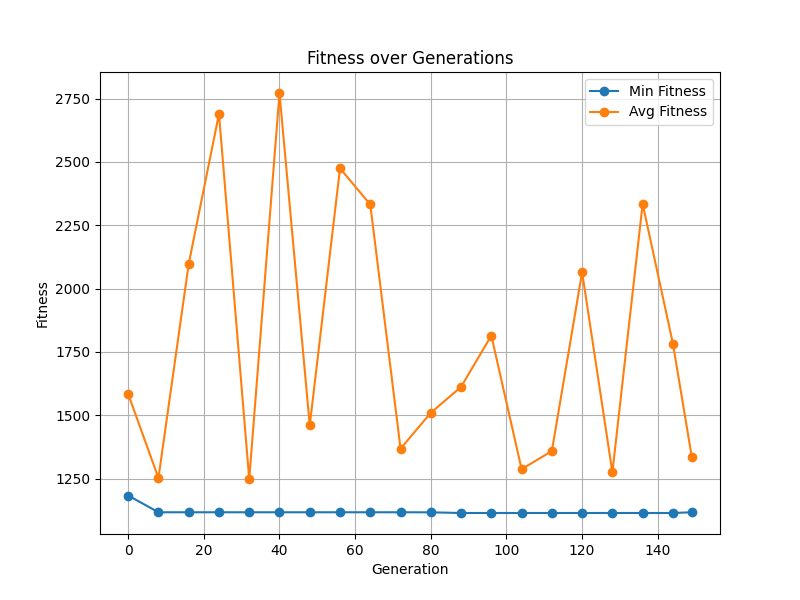 Fitness over Generations
Min Fitness
Avg Fitness
2750
2500
2250
2000
1750
1500
1250
Fitness
0 20 40 60 80 100 120 140
Generation